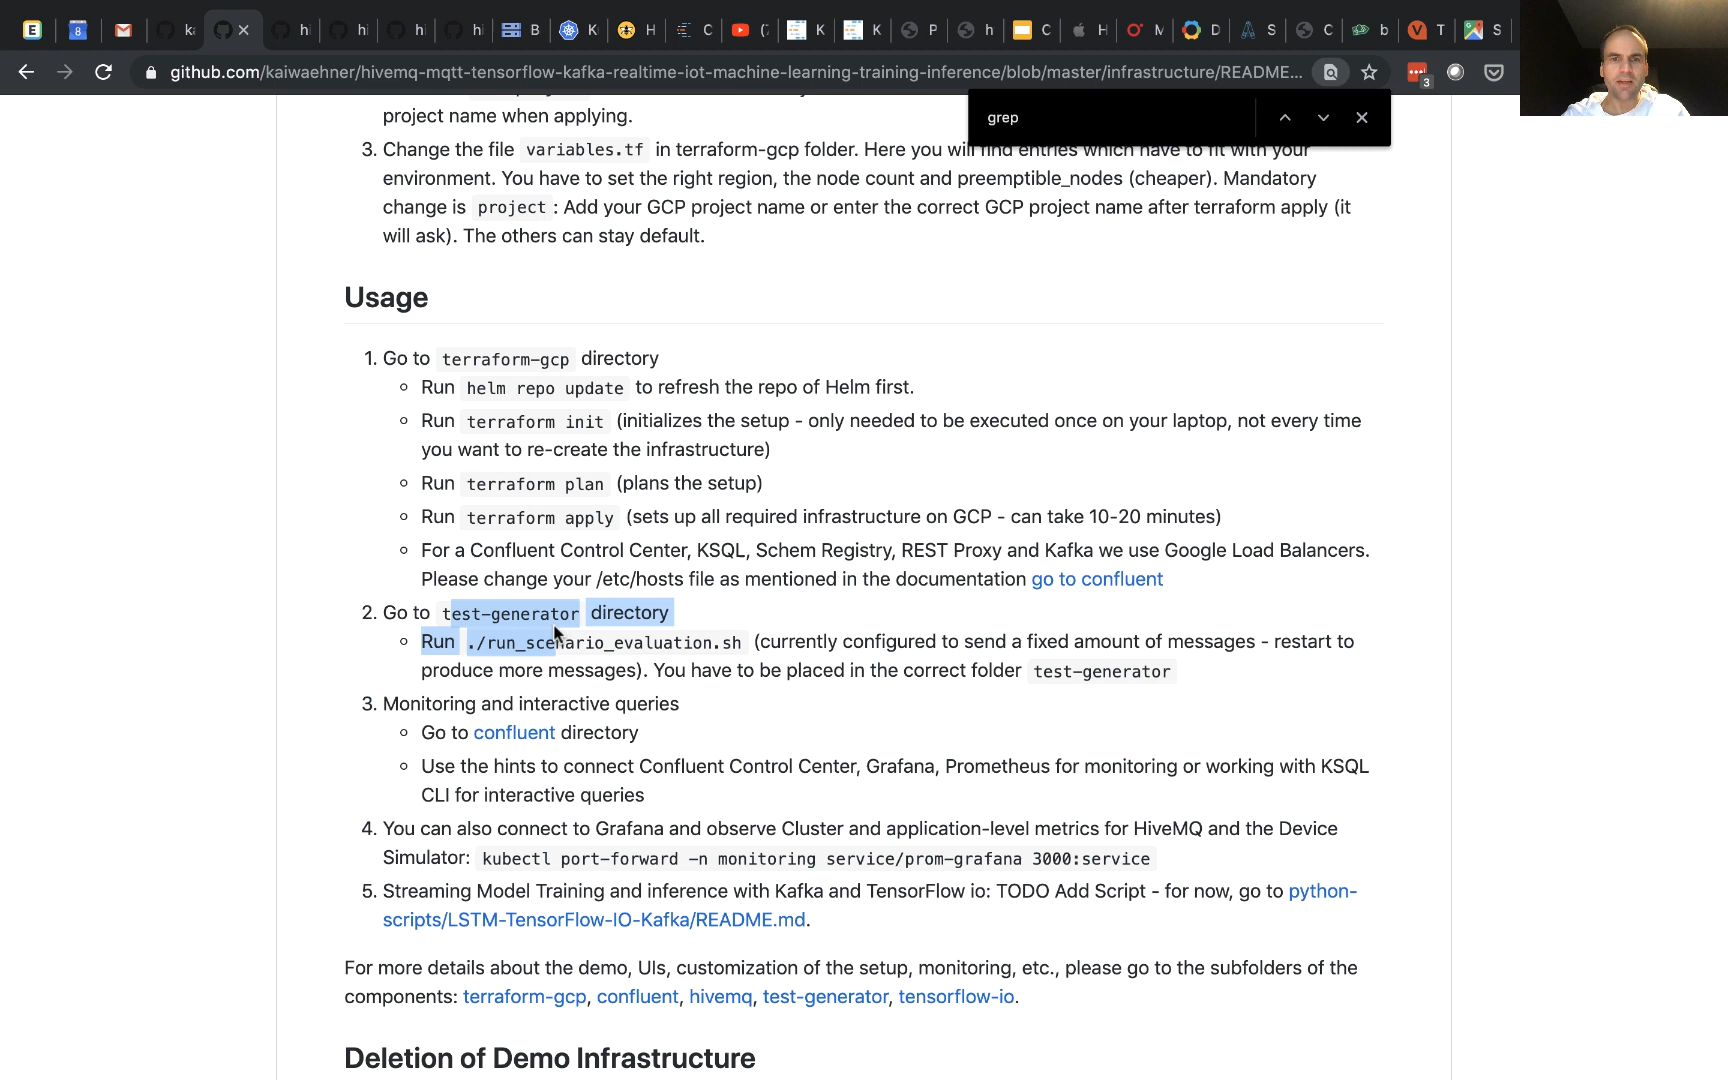 E 8 k hi hi hi hi B K H C (7 K K P h C H M D S C b T S
github.com/kaiwaehner/hivemq-mqtt-tensorflow-kafka-realtime-iot-machine-learning-training-inference/blob/master/infrastructure/README... 3
grep
project name when applying.
3. Change the file variables.tf in terraform-gcp folder. Here you will find entries which have to fit with your
environment. You have to set the right region, the node count and preemptible_nodes (cheaper). Mandatory
change is project : Add your GCP project name or enter the correct GCP project name after terraform apply (it
will ask). The others can stay default.
Usage
1. Go to terraform-gcp directory
Run helm repo update to refresh the repo of Helm first.
Run terraform init (initializes the setup - only needed to be executed once on your laptop, not every time
you want to re-create the infrastructure)
Run terraform plan (plans the setup)
Run terraform apply (sets up all required infrastructure on GCP - can take 10-20 minutes)
For a Confluent Control Center, KSQL, Schem Registry, REST Proxy and Kafka we use Google Load Balancers.
Please change your /etc/hosts file as mentioned in the documentation go to confluent
2. Go to test-generator directory
Run ./run_scenario_evaluation.sh (currently configured to send a fixed amount of messages - restart to
produce more messages). You have to be placed in the correct folder test-generator
3. Monitoring and interactive queries
Go to confluent directory
Use the hints to connect Confluent Control Center, Grafana, Prometheus for monitoring or working with KSQL
CLI for interactive queries
4. You can also connect to Grafana and observe Cluster and application-level metrics for HiveMQ and the Device
Simulator: kubectl port-forward -n monitoring service/prom-grafana 3000:service
5. Streaming Model Training and inference with Kafka and TensorFlow io: TODO Add Script - for now, go to python-
scripts/LSTM-TensorFlow-IO-Kafka/README.md.
For more details about the demo, UIs, customization of the setup, monitoring, etc., please go to the subfolders of the
components: terraform-gcp, confluent, hivemq, test-generator, tensorflow-io.
Deletion of Demo Infrastructure